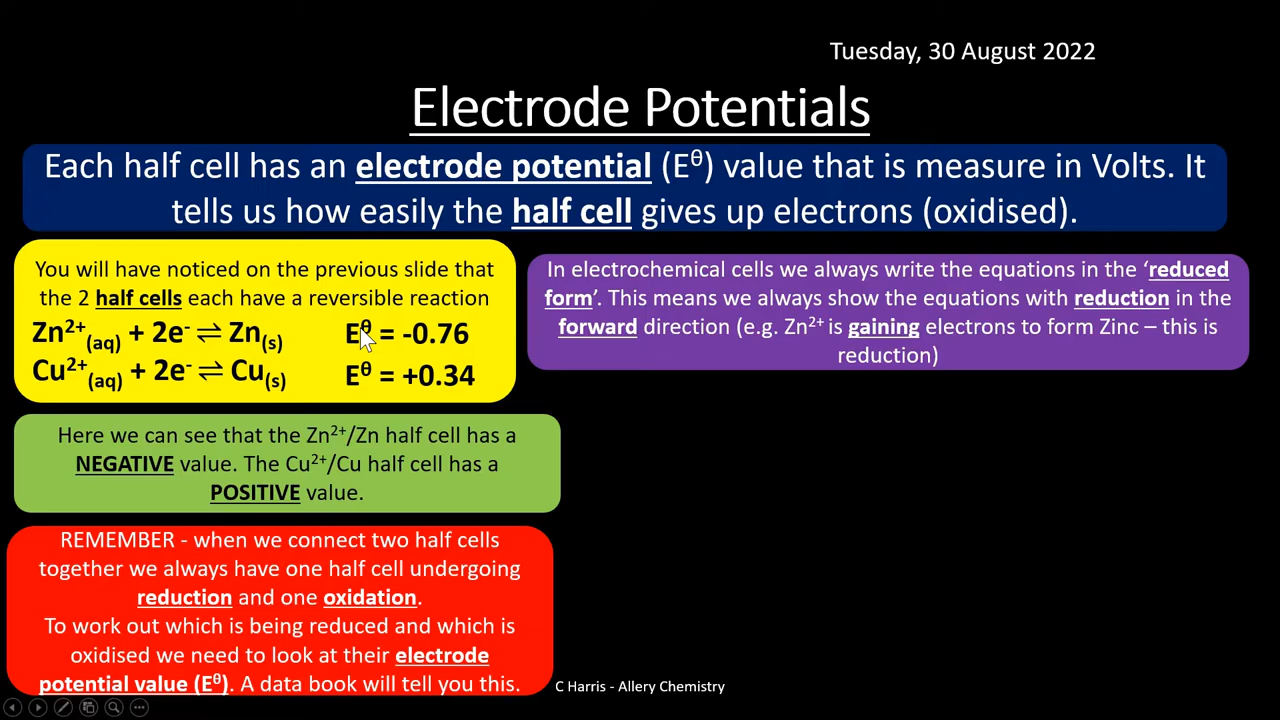 Tuesday, 30 August 2022
Electrode Potentials
Each half cell has an electrode potential (Eᶿ) value that is measure in Volts. It
tells us how easily the half cell gives up electrons (oxidised).
You will have noticed on the previous slide that
the 2 half cells each have a reversible reaction
Zn²⁺(aq) + 2e⁻ ⇌ Zn(s) Eᶿ = -0.76
Cu²⁺(aq) + 2e⁻ ⇌ Cu(s) Eᶿ = +0.34
In electrochemical cells we always write the equations in the ‘reduced
form’. This means we always show the equations with reduction in the
forward direction (e.g. Zn²⁺ is gaining electrons to form Zinc – this is
reduction)
Here we can see that the Zn²⁺/Zn half cell has a
NEGATIVE value. The Cu²⁺/Cu half cell has a
POSITIVE value.
REMEMBER - when we connect two half cells
together we always have one half cell undergoing
reduction and one oxidation.
To work out which is being reduced and which is
oxidised we need to look at their electrode
potential value (Eᶿ). A data book will tell you this.
C Harris - Allery Chemistry